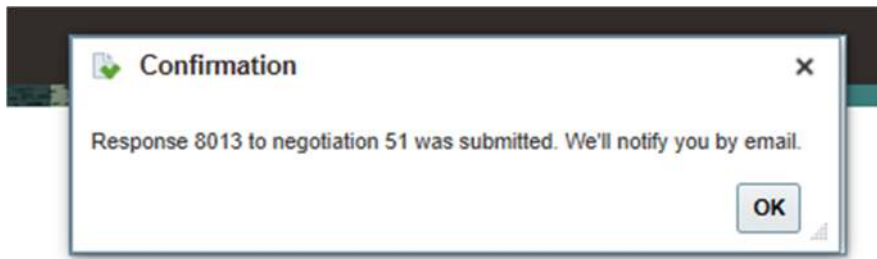 Confirmation
Response 8013 to negotiation 51 was submitted. We'll notify you by email.
OK